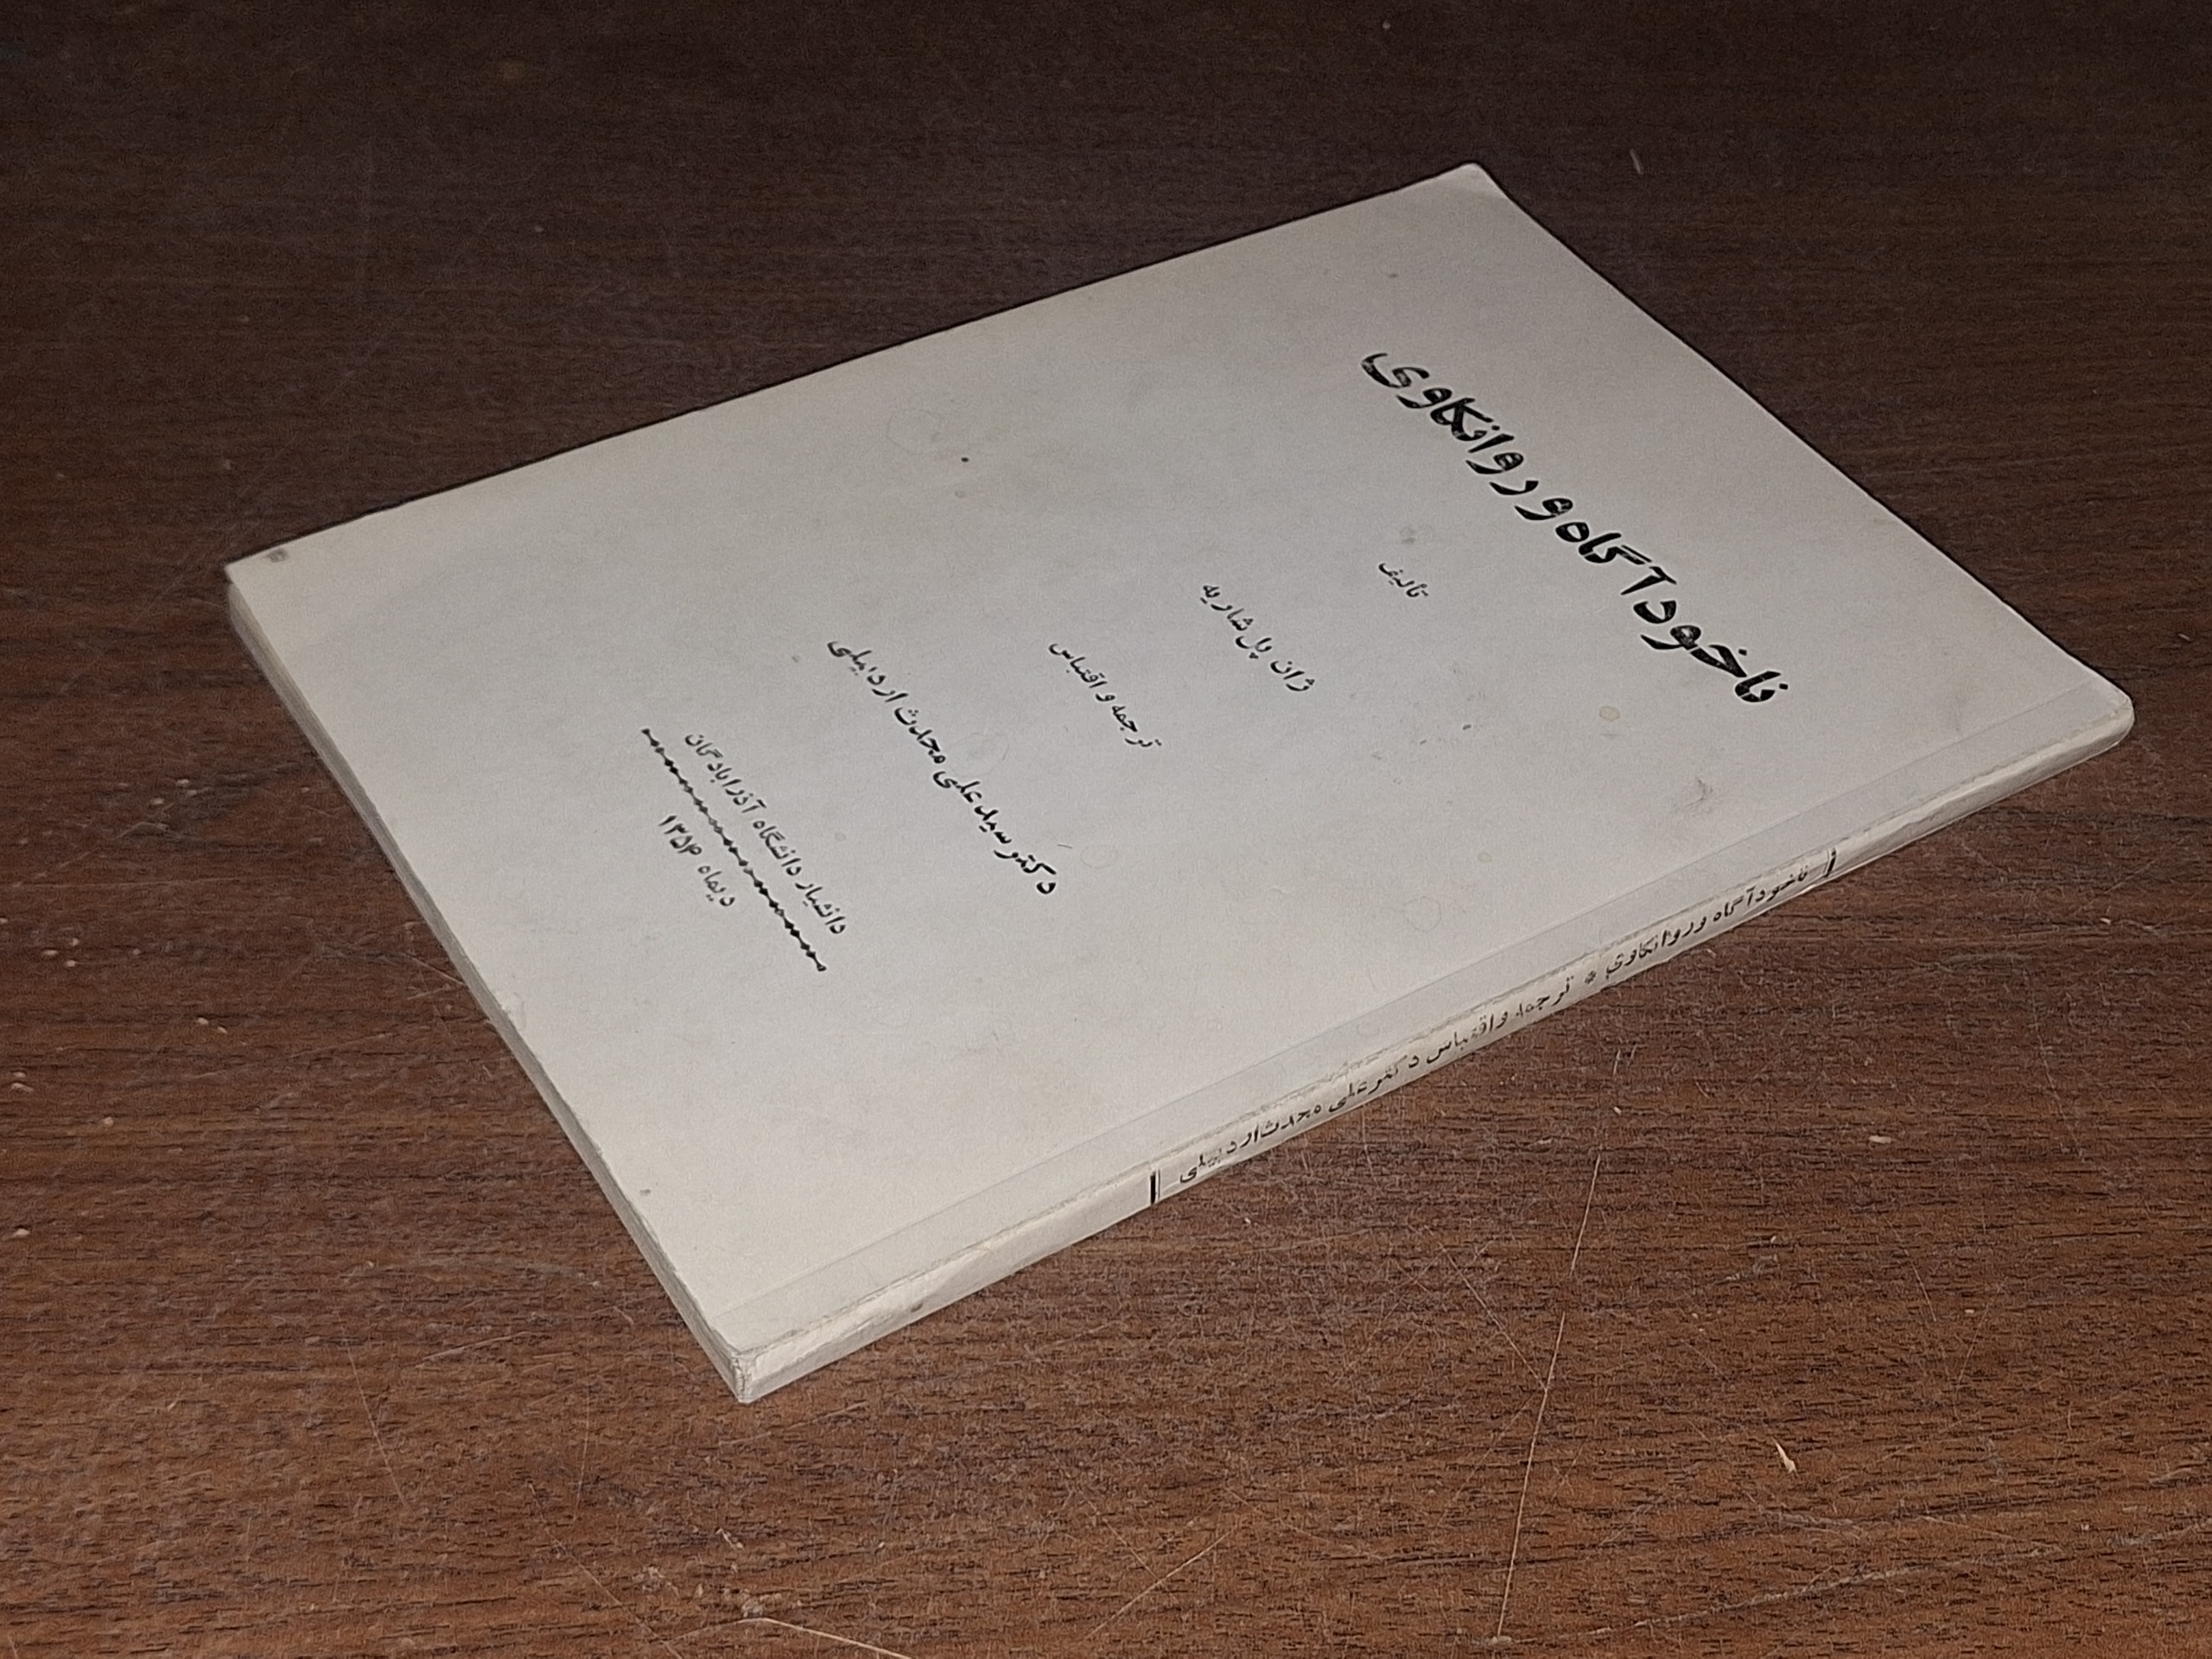 ناخودآگاه و روانکاوی
تألیف
ژان پل شاریه
ترجمه و اقتباس
دکتر سید علی محدث اردبیلی
دانشیار دانشگاه آذرابادگان
دیماه ۱۳۵۴
ناخودآگاه و روانکاوی * ترجمه و اقتباس دکتر علی محدث اردبیلی